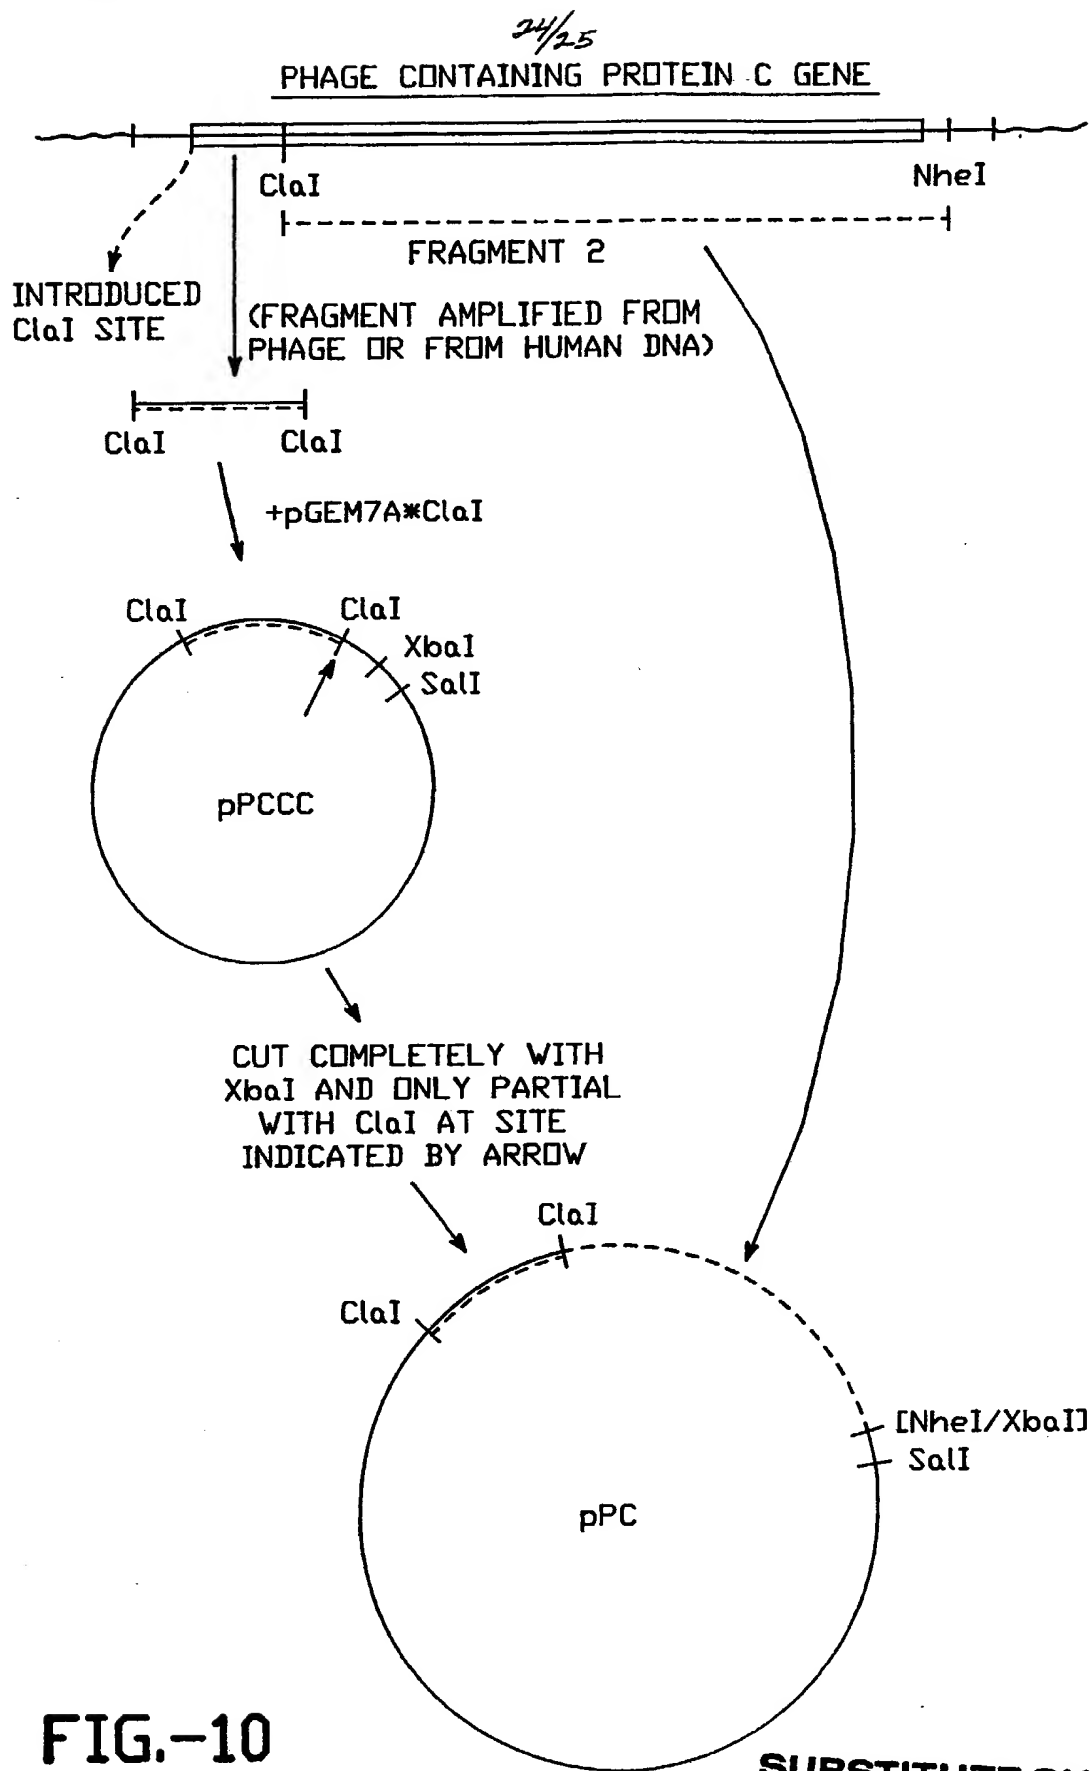 24/25
PHAGE CONTAINING PROTEIN C GENE
ClaI
NheI
FRAGMENT 2
INTRODUCED
ClaI SITE
(FRAGMENT AMPLIFIED FROM
PHAGE OR FROM HUMAN DNA)
ClaI ClaI
+pGEM7A*ClaI
ClaI ClaI
XbaI
SalI
pPCCC
CUT COMPLETELY WITH
XbaI AND ONLY PARTIAL
WITH ClaI AT SITE
INDICATED BY ARROW
ClaI
ClaI
[NheI/XbaI]
SalI
pPC
FIG.-10